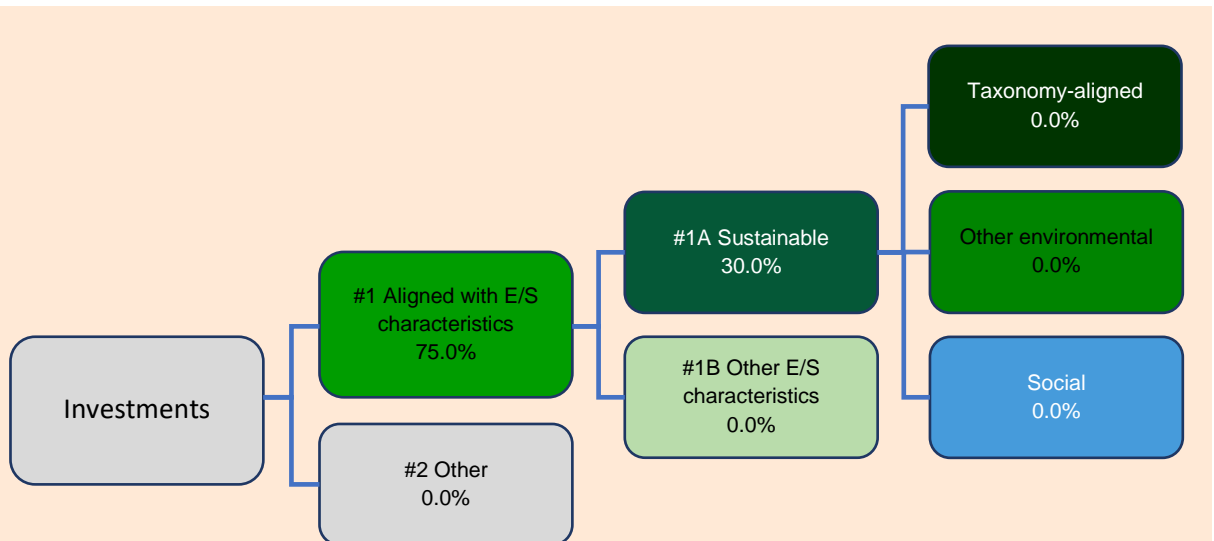 Investments
#1 Aligned with E/S
characteristics
75.0%
#2 Other
0.0%
#1A Sustainable
30.0%
#1B Other E/S
characteristics
0.0%
Taxonomy-aligned
0.0%
Other environmental
0.0%
Social
0.0%